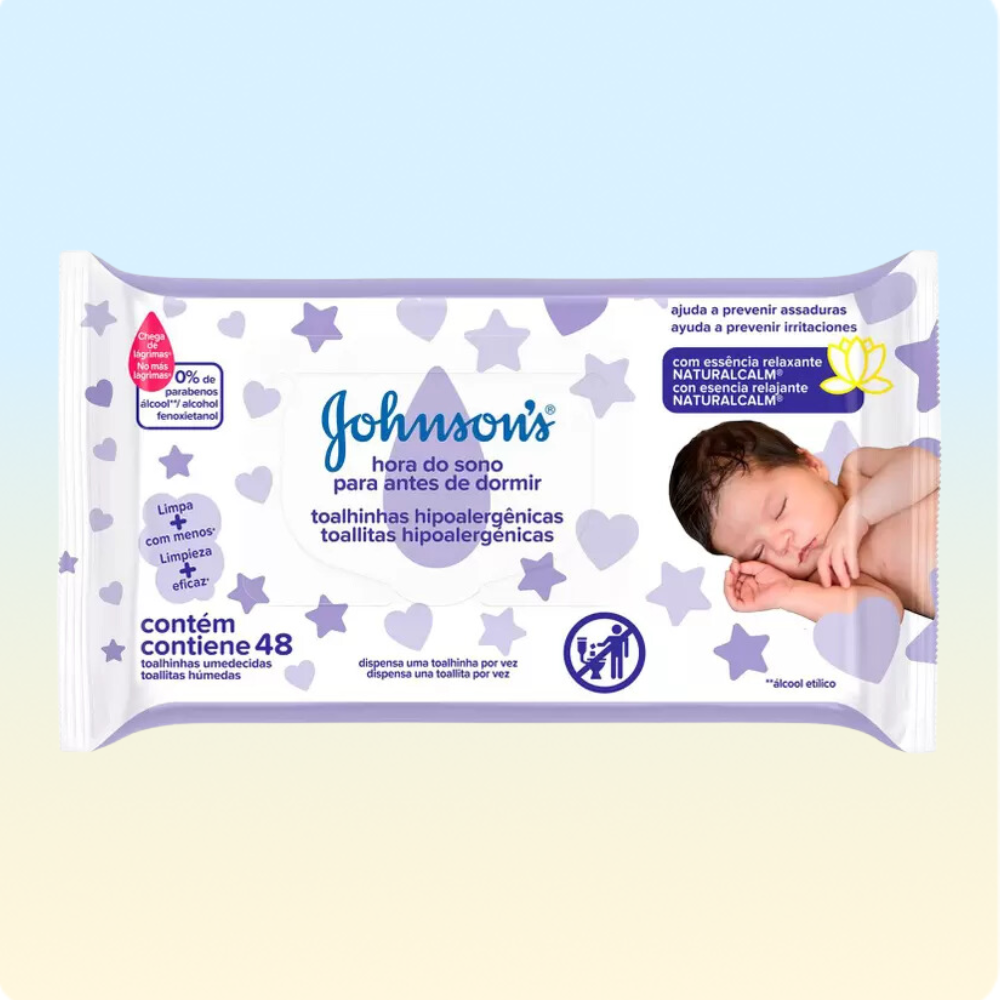 ajuda a prevenir assaduras
ayuda a prevenir irritaciones
com essência relaxante
NATURALCALM®
con esencia relajante
NATURALCALM®
Chega
de
lágrimas®
No más
lágrimas®
0% de
parabenos
álcool**/ alcohol
fenoxietanol
Johnson's®
hora do sono
para antes de dormir
toalhinhas hipoalergênicas
toallitas hipoalergénicas
Limpa
+
com menos*
Limpieza
+
eficaz*
contém
contiene 48
toalhinhas umedecidas
toallitas húmedas
dispensa uma toalhinha por vez
dispensa una toallita por vez
**álcool etílico